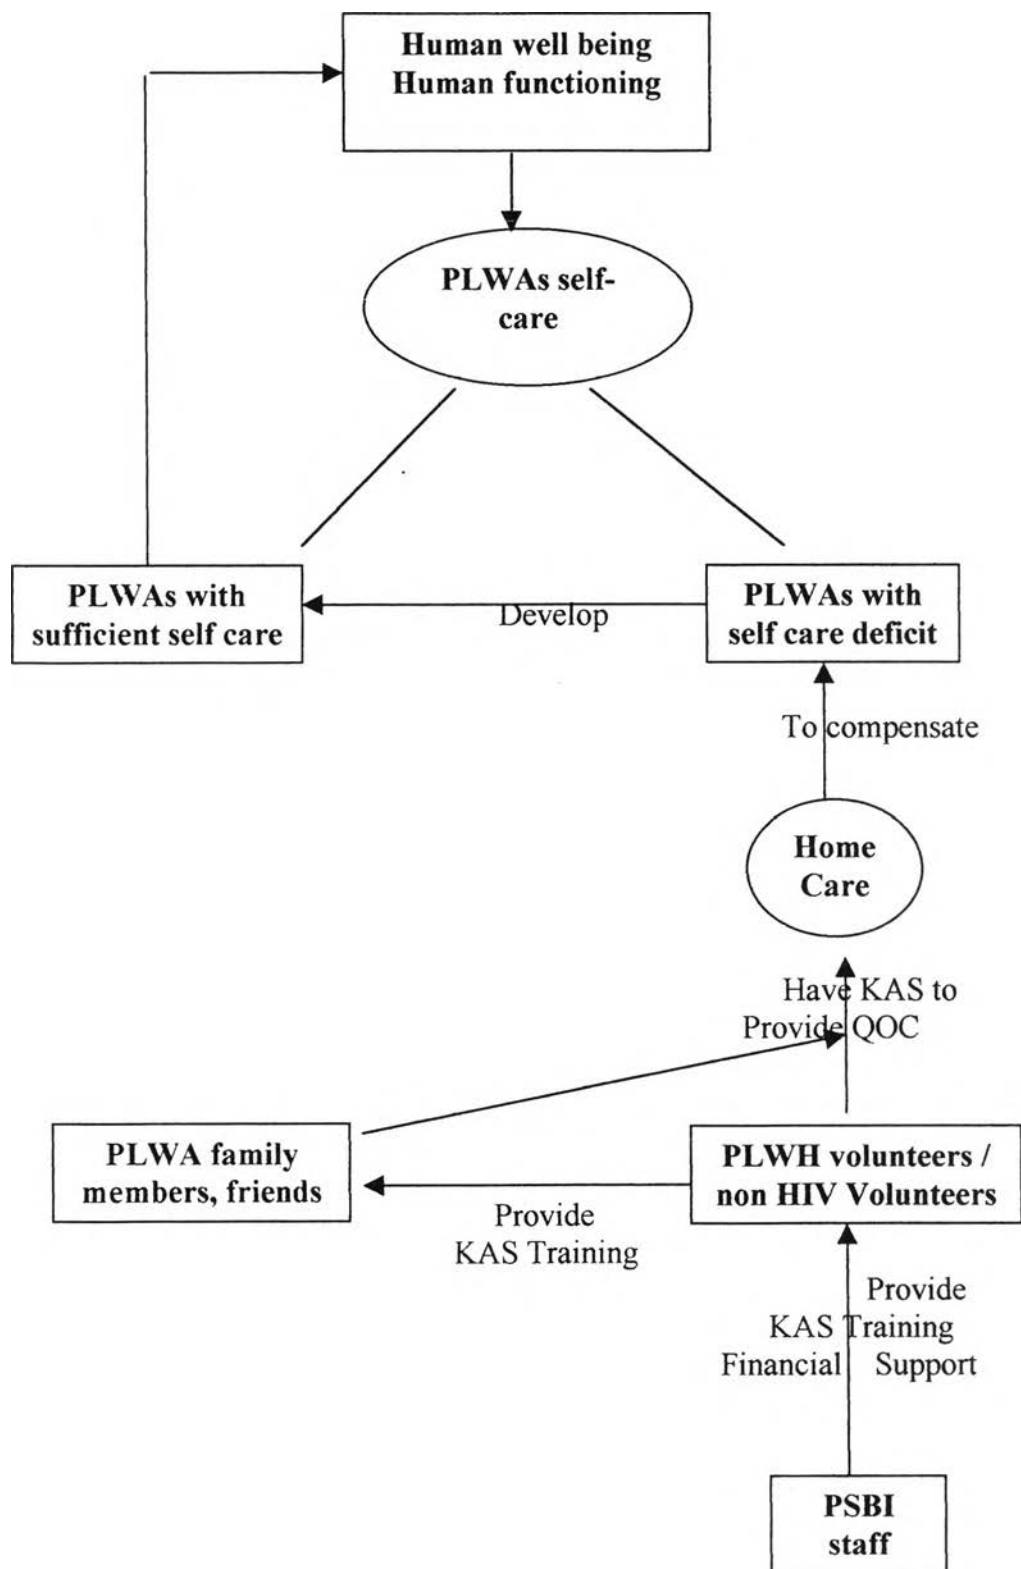 Human well being
Human functioning
PLWAs self-
care
PLWAs with
sufficient self care
Develop
PLWAs with
self care deficit
To compensate
Home
Care
Have KAS to
Provide QOC
PLWA family
members, friends
Provide
KAS Training
PLWH volunteers /
non HIV Volunteers
Provide
KAS Training
Financial Support
PSBI
staff